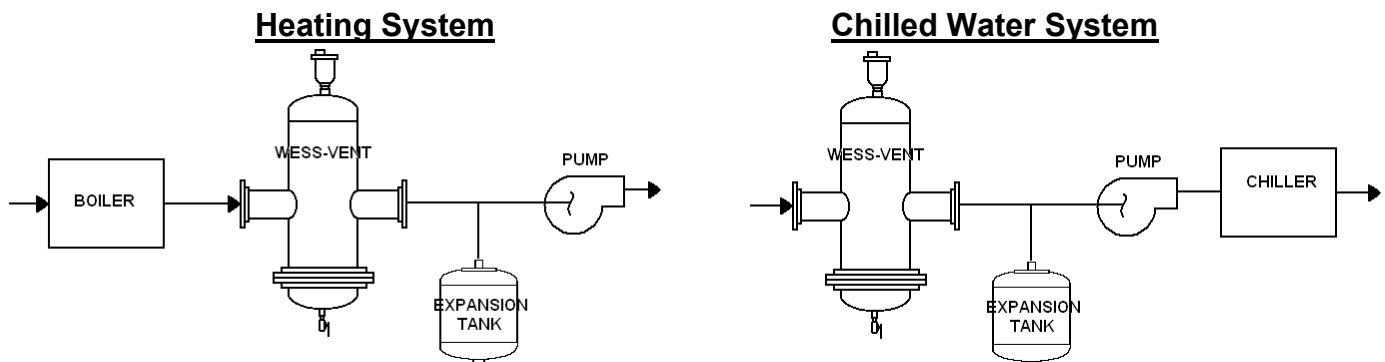 Heating System
BOILER
WESS-VENT
EXPANSION
TANK
PUMP
Chilled Water System
WESS-VENT
EXPANSION
TANK
PUMP
CHILLER